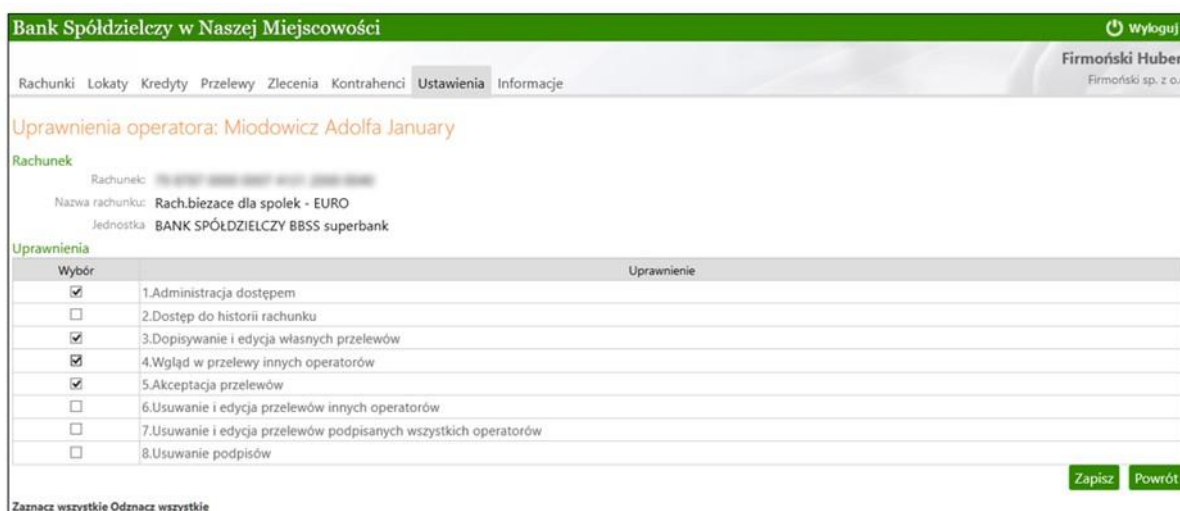 Bank Spółdzielczy w Naszej Miejscowości Wyloguj
Firmoński Huber
Firmoński sp. z o.
Rachunki Lokaty Kredyty Przelewy Zlecenia Kontrahenci Ustawienia Informacje
Uprawnienia operatora: Miodowicz Adolfa January
Rachunek
Rachunek:
Nazwa rachunku: Rach.biezace dla spolek - EURO
Jednostka BANK SPÓŁDZIELCZY BBSS superbank
Uprawnienia
Wybór Uprawnienie
1.Administracja dostępem
2.Dostęp do historii rachunku
3.Dopisywanie i edycja własnych przelewów
4.Wgląd w przelewy innych operatorów
5.Akceptacja przelewów
6.Usuwanie i edycja przelewów innych operatorów
7.Usuwanie i edycja przelewów podpisanych wszystkich operatorów
8.Usuwanie podpisów
Zapisz Powrót
Zaznacz wszystkie Odznacz wszystkie